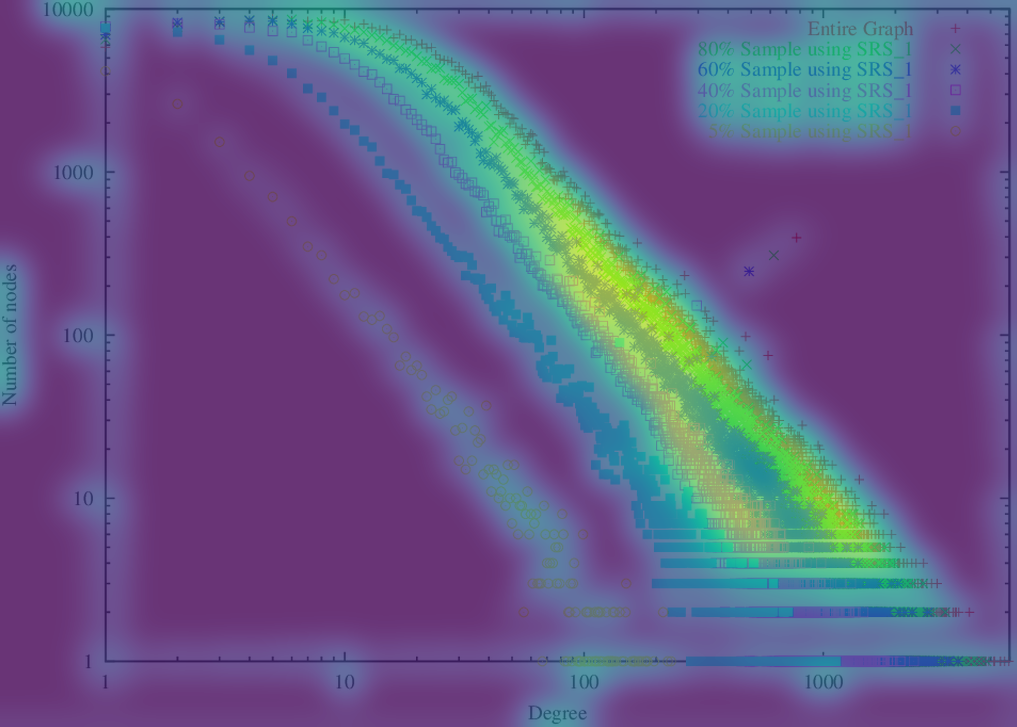 10000
1000
100
10
1
1
10
100
1000
Number of nodes
Degree
Entire Graph
80% Sample using SRS_1
60% Sample using SRS_1
40% Sample using SRS_1
20% Sample using SRS_1
Sample using SRS_1